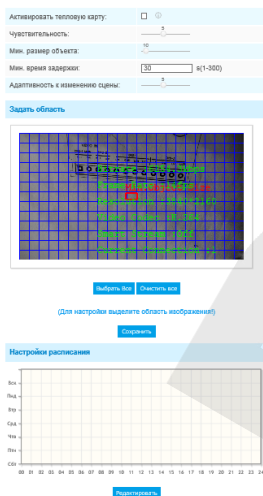 Активировать тепловую карту:
Чувствительность:
5
Мин. размер объекта:
10
Мин. время задержки:
30 s(1-300)
Адаптивность к изменению сцены:
5
Задать область
Выбрать Все Очистить все
(Для настройки выделите область изображения!)
Сохранить
Настройки расписания
Вск
Пнд
Втр
Срд
Чтв
Птн
Сбт
00 01 02 03 04 05 06 07 08 09 10 11 12 13 14 15 16 17 18 19 20 21 22 23 24
Редактировать